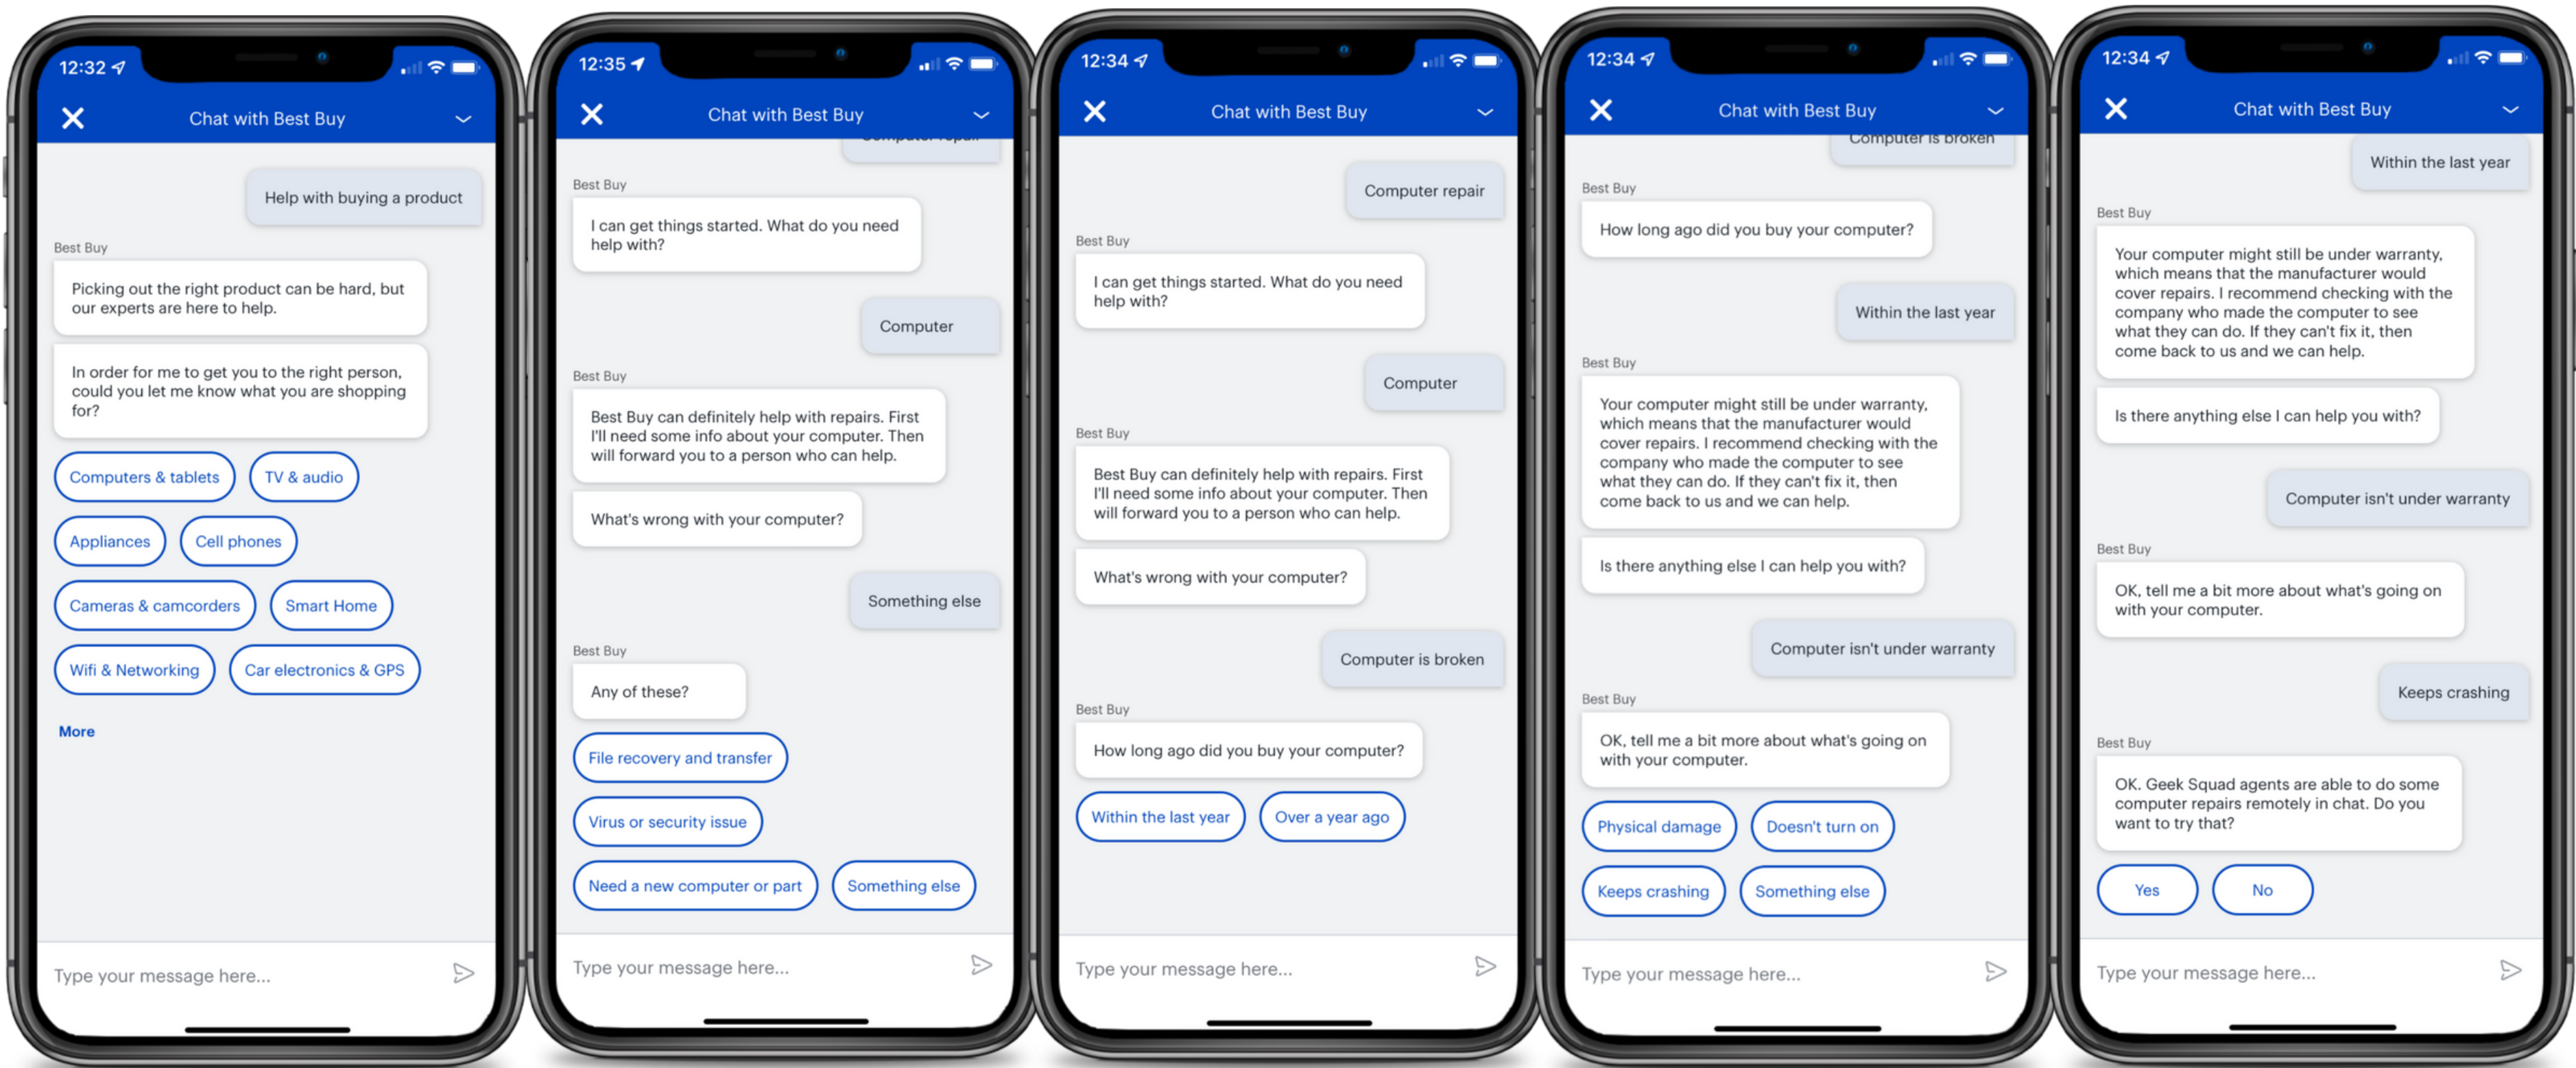 12:32
Chat with Best Buy
Help with buying a product
Best Buy
Picking out the right product can be hard, but
our experts are here to help.
In order for me to get you to the right person,
could you let me know what you are shopping
for?
Computers & tablets
TV & audio
Appliances
Cell phones
Cameras & camcorders
Smart Home
Wifi & Networking
Car electronics & GPS
More
Type your message here...
12:35
Chat with Best Buy
Computer repair
Best Buy
I can get things started. What do you need
help with?
Computer
Best Buy
Best Buy can definitely help with repairs. First
I'll need some info about your computer. Then
will forward you to a person who can help.
What's wrong with your computer?
Something else
Best Buy
Any of these?
File recovery and transfer
Virus or security issue
Need a new computer or part
Something else
Type your message here...
12:34
Chat with Best Buy
Computer repair
Best Buy
I can get things started. What do you need
help with?
Computer
Best Buy
Best Buy can definitely help with repairs. First
I'll need some info about your computer. Then
will forward you to a person who can help.
What's wrong with your computer?
Computer is broken
Best Buy
How long ago did you buy your computer?
Within the last year
Over a year ago
Type your message here...
12:34
Chat with Best Buy
Computer is broken
Best Buy
How long ago did you buy your computer?
Within the last year
Best Buy
Your computer might still be under warranty,
which means that the manufacturer would
cover repairs. I recommend checking with the
company who made the computer to see
what they can do. If they can't fix it, then
come back to us and we can help.
Is there anything else I can help you with?
Computer isn't under warranty
Best Buy
OK, tell me a bit more about what's going on
with your computer.
Physical damage
Doesn't turn on
Keeps crashing
Something else
Type your message here...
12:34
Chat with Best Buy
Within the last year
Best Buy
Your computer might still be under warranty,
which means that the manufacturer would
cover repairs. I recommend checking with the
company who made the computer to see
what they can do. If they can't fix it, then
come back to us and we can help.
Is there anything else I can help you with?
Computer isn't under warranty
Best Buy
OK, tell me a bit more about what's going on
with your computer.
Keeps crashing
Best Buy
OK. Geek Squad agents are able to do some
computer repairs remotely in chat. Do you
want to try that?
Yes
No
Type your message here...